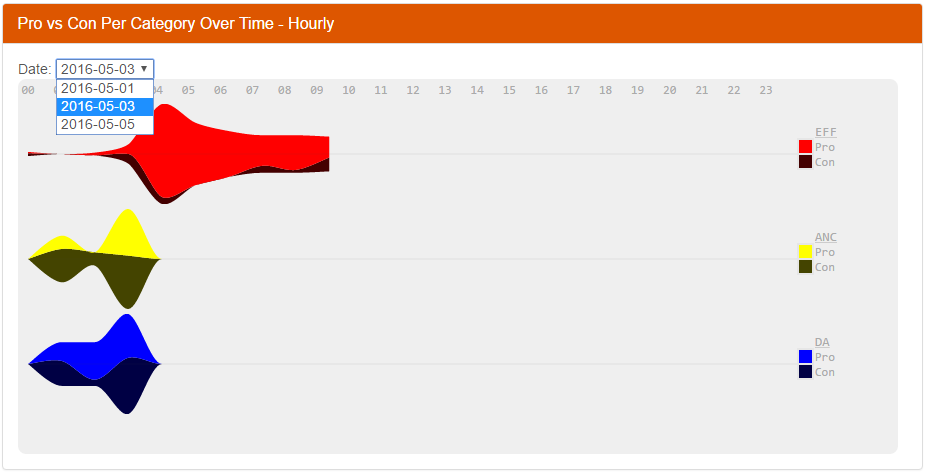 Pro vs Con Per Category Over Time - Hourly
Date: 2016-05-03
2016-05-01
2016-05-03
2016-05-05
00 04 05 06 07 08 09 10 11 12 13 14 15 16 17 18 19 20 21 22 23
EFF
Pro
Con
ANC
Pro
Con
DA
Pro
Con